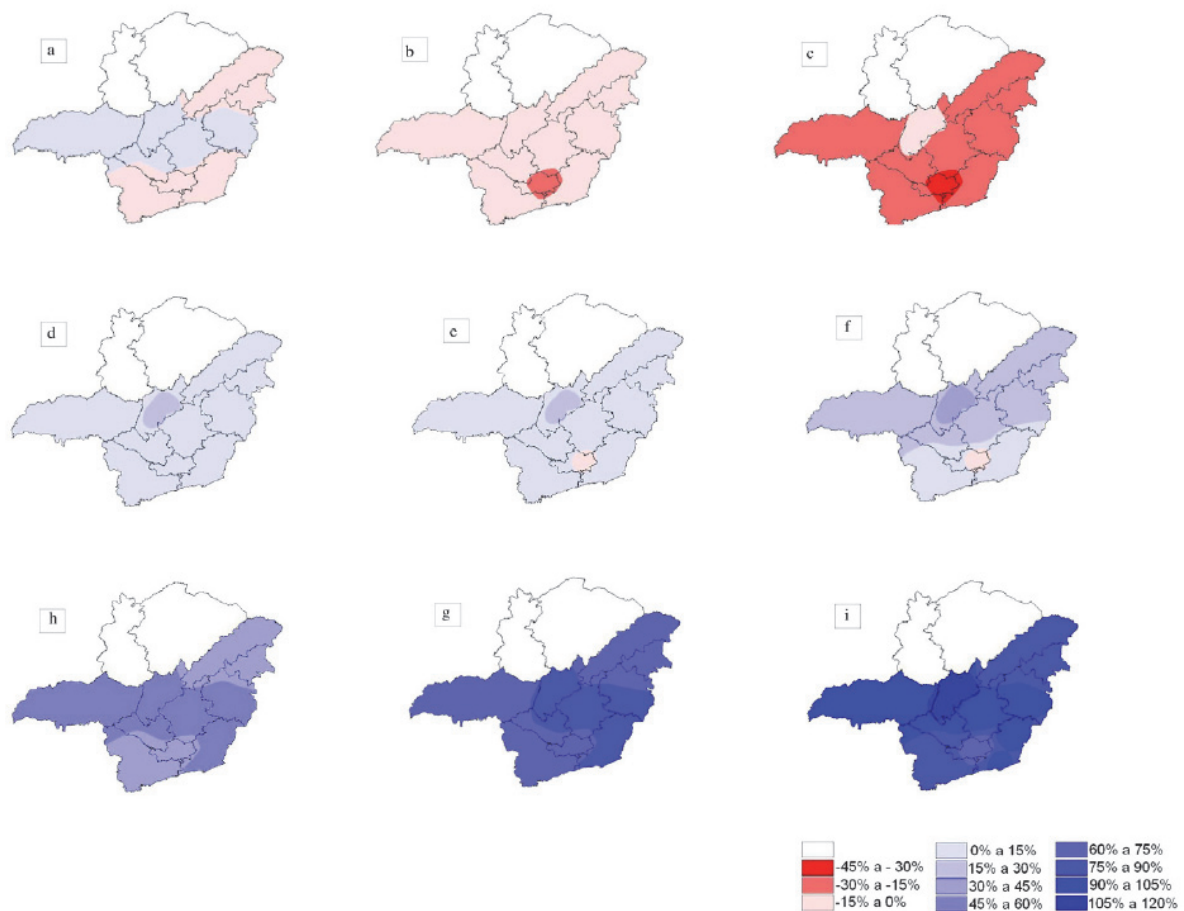 a
b
c
d
e
f
h
g
i
-45% a - 30%
-30% a -15%
-15% a 0%
0% a 15%
15% a 30%
30% a 45%
45% a 60%
60% a 75%
75% a 90%
90% a 105%
105% a 120%